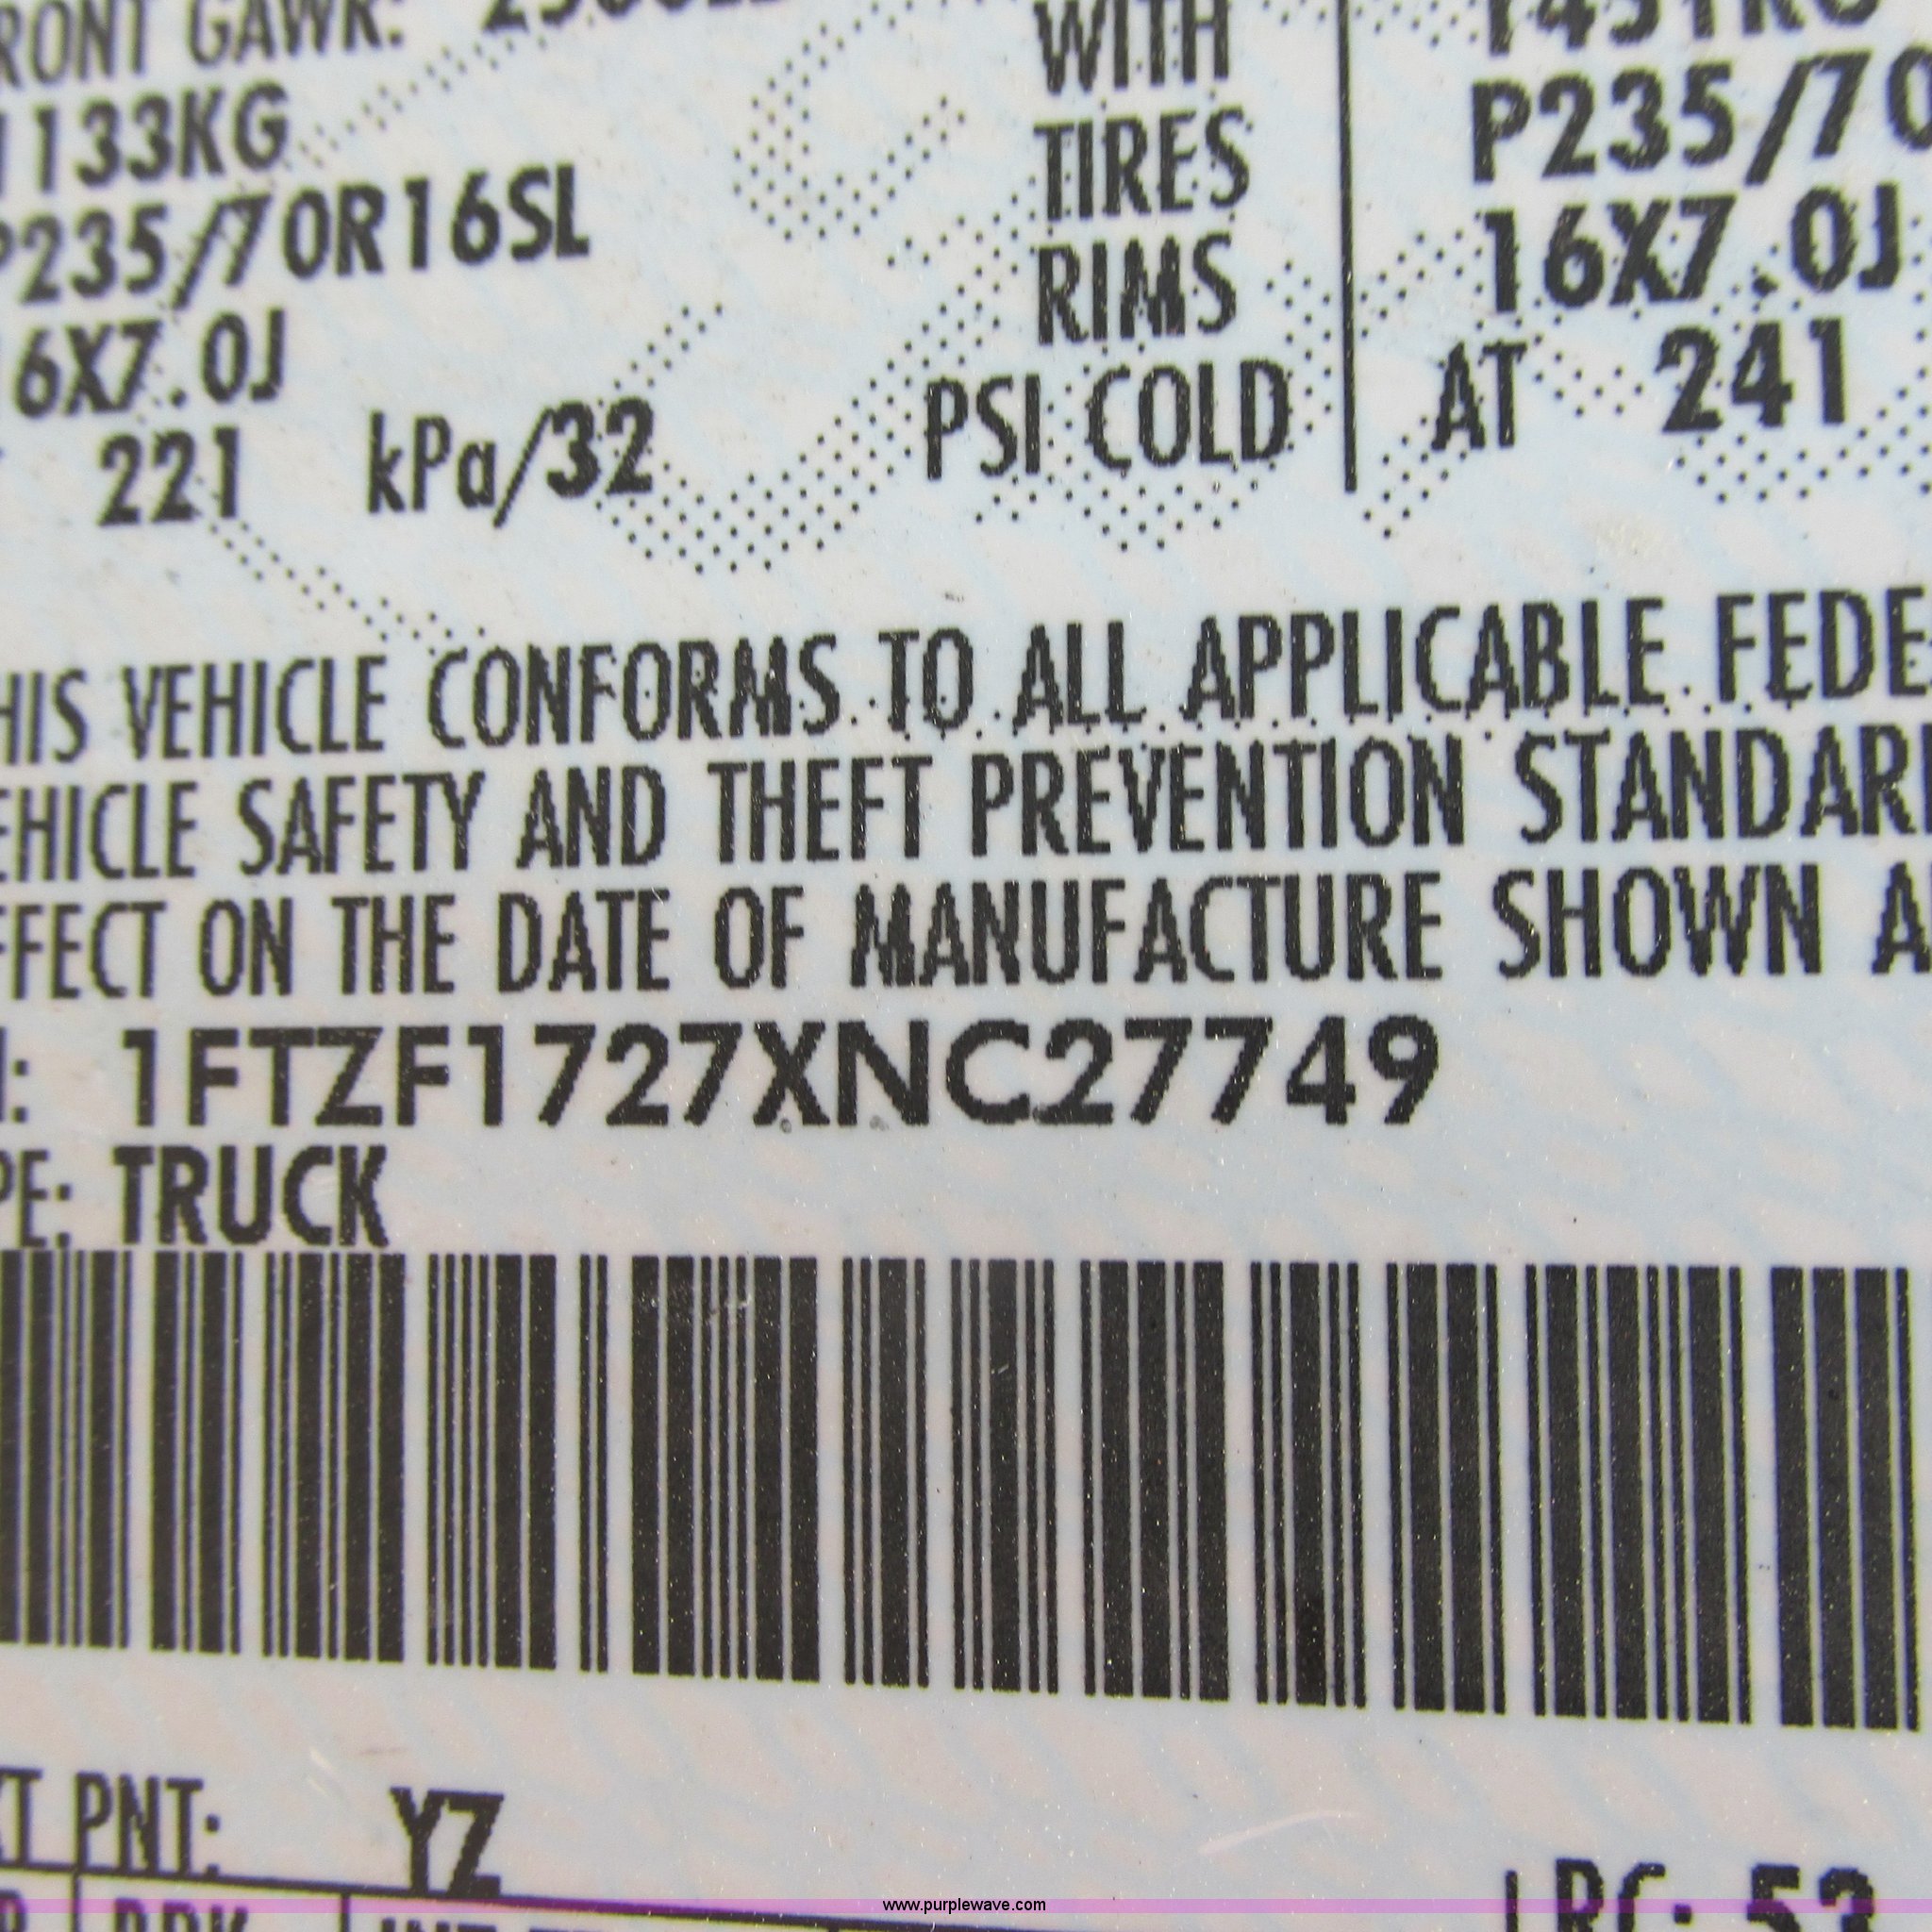 RONT GAWR:
1133KG
P235/70R16SL
6X7.0J
221 kPa/32 PSI COLD
WITH
TIRES
RIMS
P235/70
16X7.0J
AT 241
HIS VEHICLE CONFORMS TO ALL APPLICABLE FEDE
EHICLE SAFETY AND THEFT PREVENTION STANDAR
FFECT ON THE DATE OF MANUFACTURE SHOWN A
: 1FTZF1727XNC27749
PE: TRUCK
XT PNT: YZ
www.purplewave.com